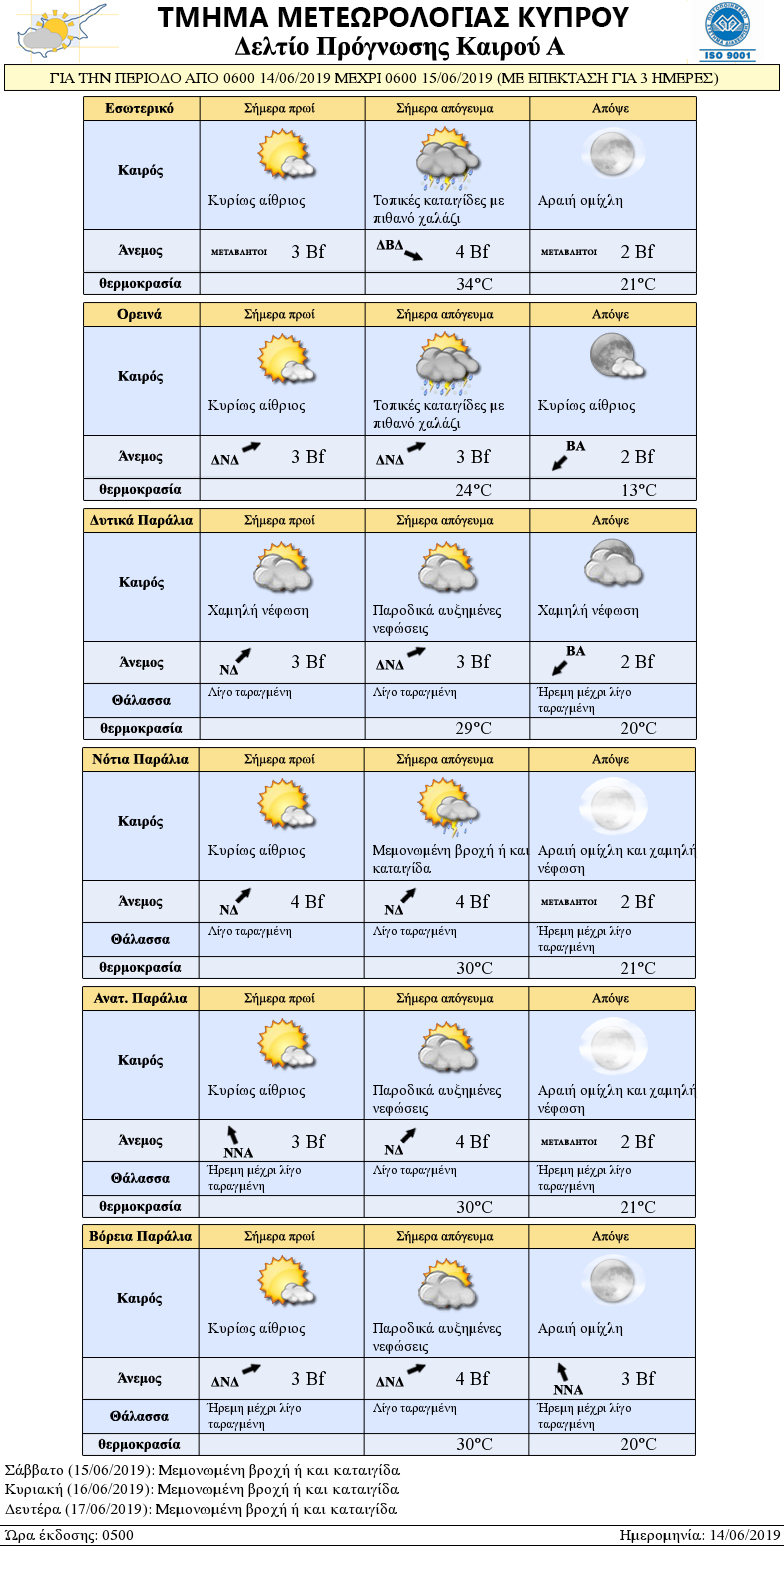 ΤΜΗΜΑ ΜΕΤΕΩΡΟΛΟΓΙΑΣ ΚΥΠΡΟΥ
Δελτίο Πρόγνωσης Καιρού Α
ISO 9001
ΓΙΑ ΤΗΝ ΠΕΡΙΟΔΟ ΑΠΟ 0600 14/06/2019 ΜΕΧΡΙ 0600 15/06/2019 (ΜΕ ΕΠΕΚΤΑΣΗ ΓΙΑ 3 ΗΜΕΡΕΣ)
Εσωτερικό Σήμερα πρωί Σήμερα απόγευμα Απόψε
Καιρός
Κυρίως αίθριος Τοπικές καταιγίδες με Αραιή ομίχλη
πιθανό χαλάζι
Άνεμος ΜΕΤΑΒΛΗΤΟΙ 3 Bf ΔΒΔ 4 Bf ΜΕΤΑΒΛΗΤΟΙ 2 Bf
θερμοκρασία 34°C 21°C
Ορεινά Σήμερα πρωί Σήμερα απόγευμα Απόψε
Καιρός
Κυρίως αίθριος Τοπικές καταιγίδες με Κυρίως αίθριος
πιθανό χαλάζι
Άνεμος ΔΝΔ 3 Bf ΔΝΔ 3 Bf ΒΑ 2 Bf
θερμοκρασία 24°C 13°C
Δυτικά Παράλια Σήμερα πρωί Σήμερα απόγευμα Απόψε
Καιρός
Χαμηλή νέφωση Παροδικά αυξημένες Χαμηλή νέφωση
νεφώσεις
Άνεμος ΝΔ 3 Bf ΔΝΔ 3 Bf ΒΑ 2 Bf
Θάλασσα Λίγο ταραγμένη Λίγο ταραγμένη Ήρεμη μέχρι λίγο
ταραγμένη
θερμοκρασία 29°C 20°C
Νότια Παράλια Σήμερα πρωί Σήμερα απόγευμα Απόψε
Καιρός
Κυρίως αίθριος Μεμονωμένη βροχή ή και Αραιή ομίχλη και χαμηλή
καταιγίδα νέφωση
Άνεμος ΝΔ 4 Bf ΝΔ 4 Bf ΜΕΤΑΒΛΗΤΟΙ 2 Bf
Θάλασσα Λίγο ταραγμένη Λίγο ταραγμένη Ήρεμη μέχρι λίγο
ταραγμένη
θερμοκρασία 30°C 21°C
Ανατ. Παράλια Σήμερα πρωί Σήμερα απόγευμα Απόψε
Καιρός
Κυρίως αίθριος Παροδικά αυξημένες Αραιή ομίχλη και χαμηλή
νεφώσεις νέφωση
Άνεμος ΝΝΑ 3 Bf ΝΔ 4 Bf ΜΕΤΑΒΛΗΤΟΙ 2 Bf
Θάλασσα Ήρεμη μέχρι λίγο Λίγο ταραγμένη Ήρεμη μέχρι λίγο
ταραγμένη ταραγμένη
θερμοκρασία 30°C 21°C
Βόρεια Παράλια Σήμερα πρωί Σήμερα απόγευμα Απόψε
Καιρός
Κυρίως αίθριος Παροδικά αυξημένες Αραιή ομίχλη
νεφώσεις
Άνεμος ΔΝΔ 3 Bf ΔΝΔ 4 Bf ΝΝΑ 3 Bf
Θάλασσα Ήρεμη μέχρι λίγο Λίγο ταραγμένη Ήρεμη μέχρι λίγο
ταραγμένη ταραγμένη
θερμοκρασία 30°C 20°C
Σάββατο (15/06/2019): Μεμονωμένη βροχή ή και καταιγίδα
Κυριακή (16/06/2019): Μεμονωμένη βροχή ή και καταιγίδα
Δευτέρα (17/06/2019): Μεμονωμένη βροχή ή και καταιγίδα
Ώρα έκδοσης: 0500 Ημερομηνία: 14/06/2019